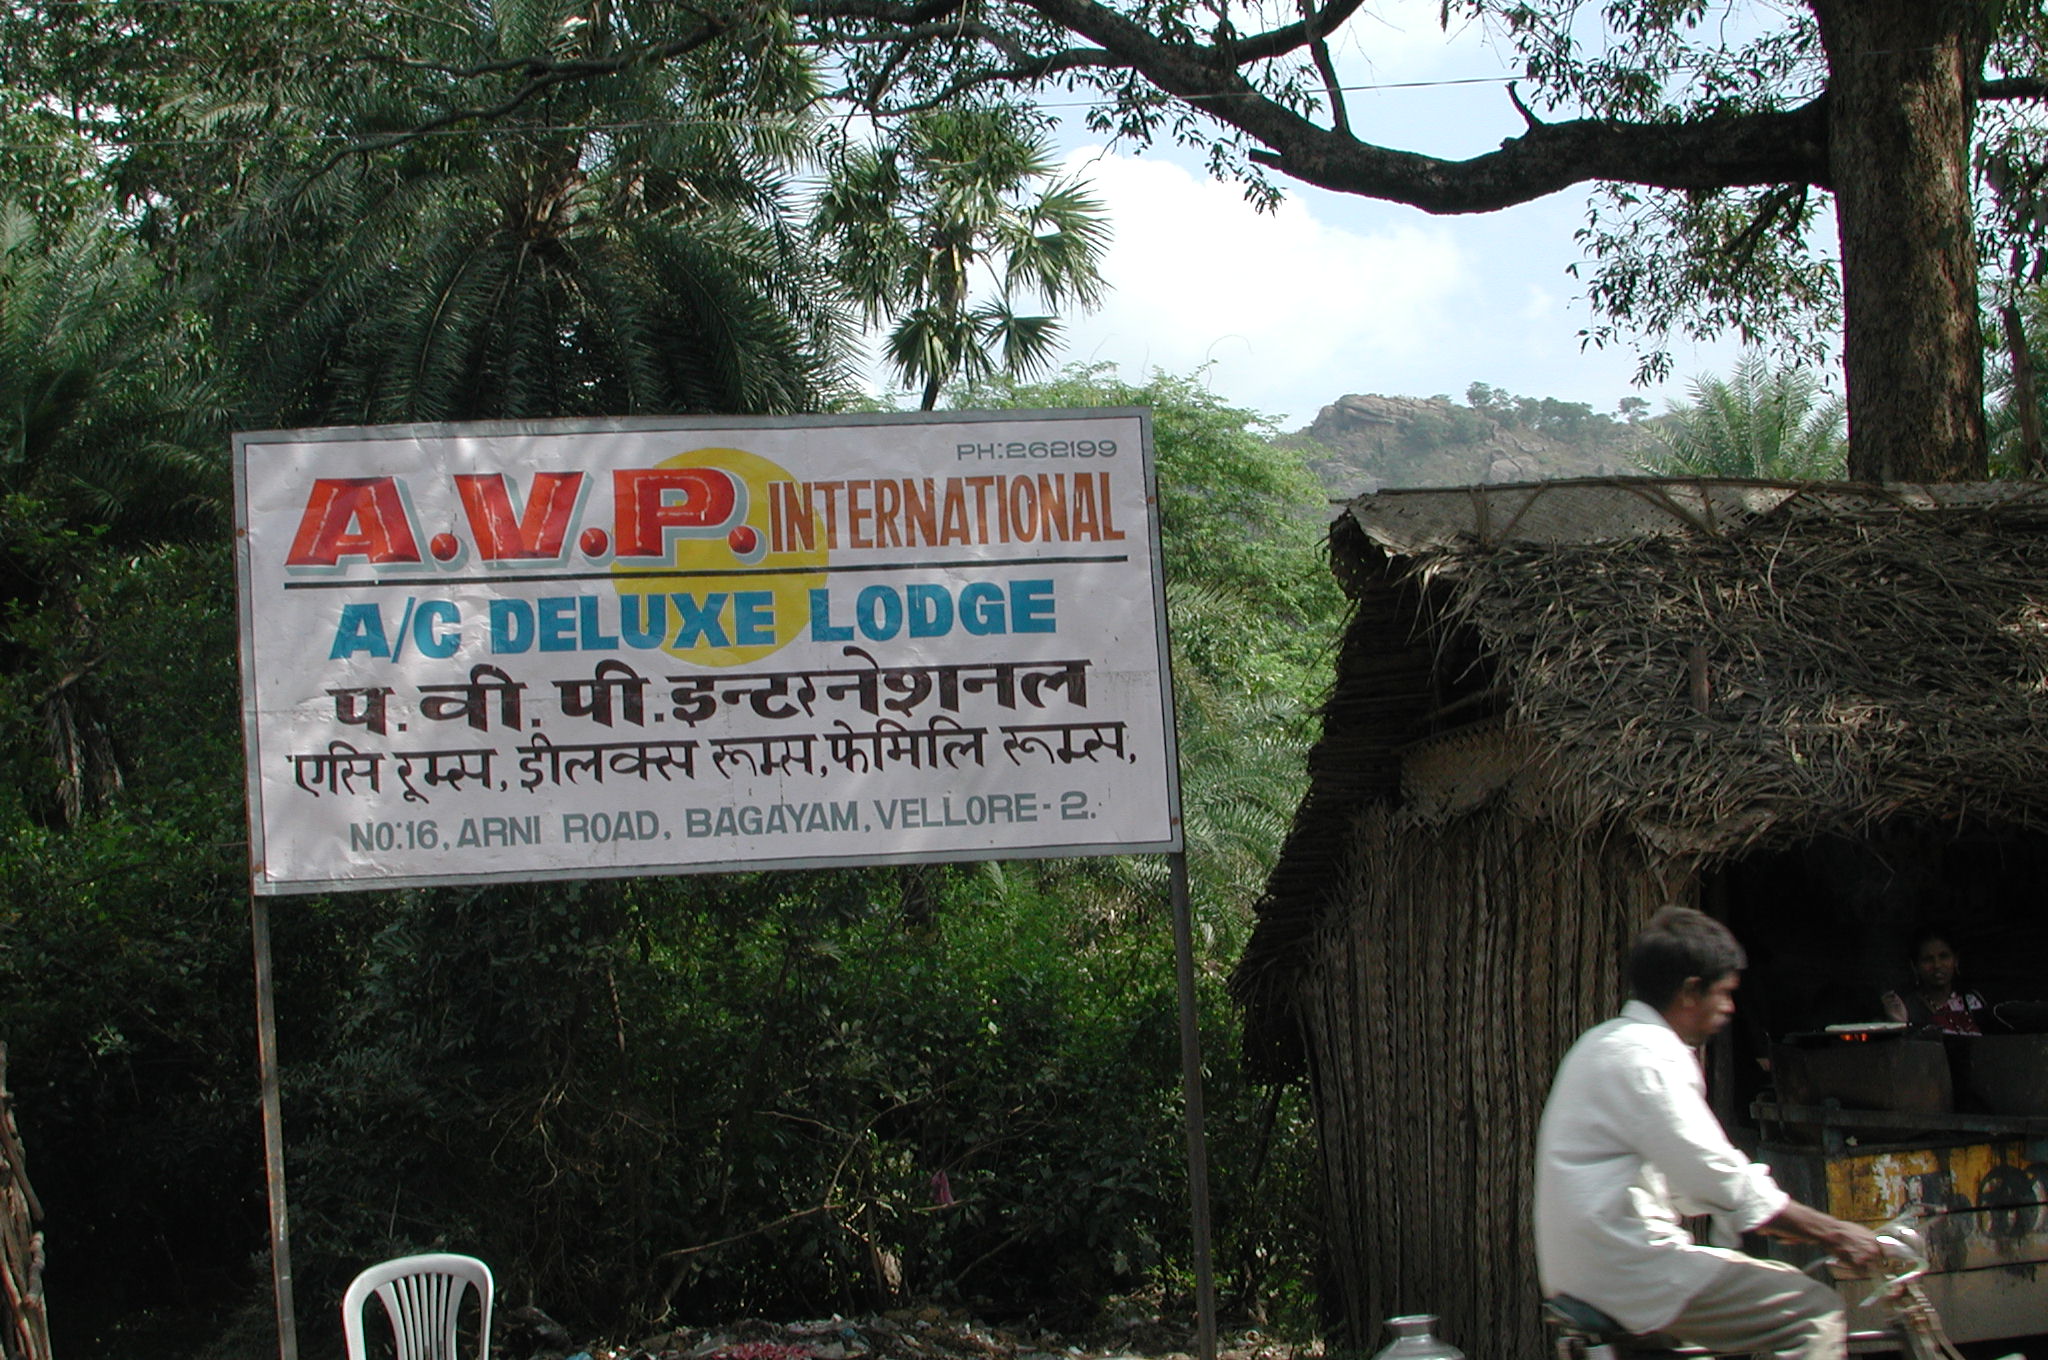 PH:262199
A.V.P. INTERNATIONAL
A/C DELUXE LODGE
प.वी.पी.इन्टरनेशनल
एसि रूम्स, डीलक्स रूम्स, फेमिलि रूम्स,
NO:16, ARNI ROAD, BAGAYAM, VELLORE - 2.